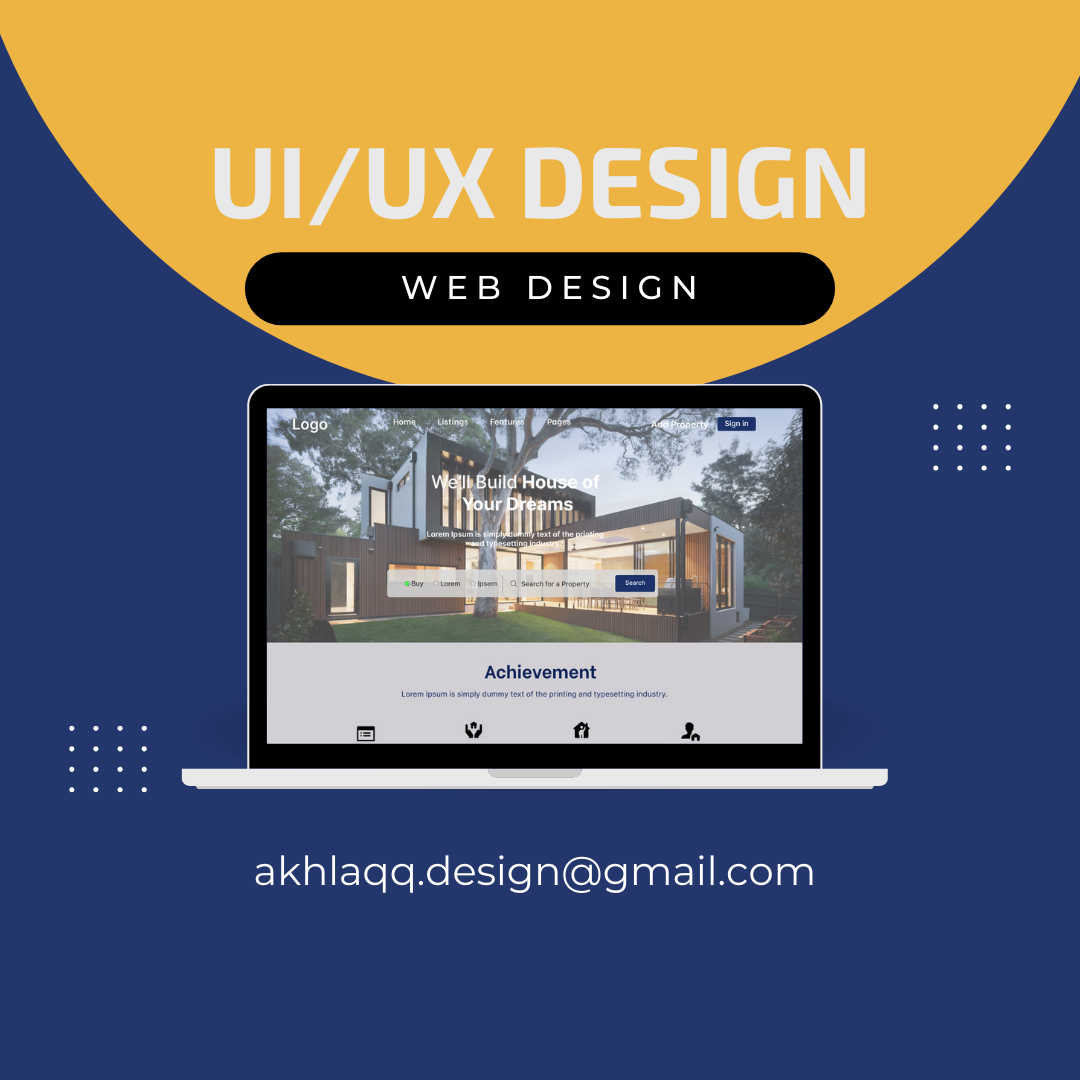 UI/UX DESIGN
WEB DESIGN
Logo
Home Listings Features Pages
Add Property Sign in
We'll Build House of
Your Dreams
Lorem Ipsum is simply dummy text of the printing
and typesetting industry.
Buy Lorem Ipsem Search for a Property Search
Achievement
Lorem Ipsum is simply dummy text of the printing and typesetting industry.
akhlaqq.design@gmail.com